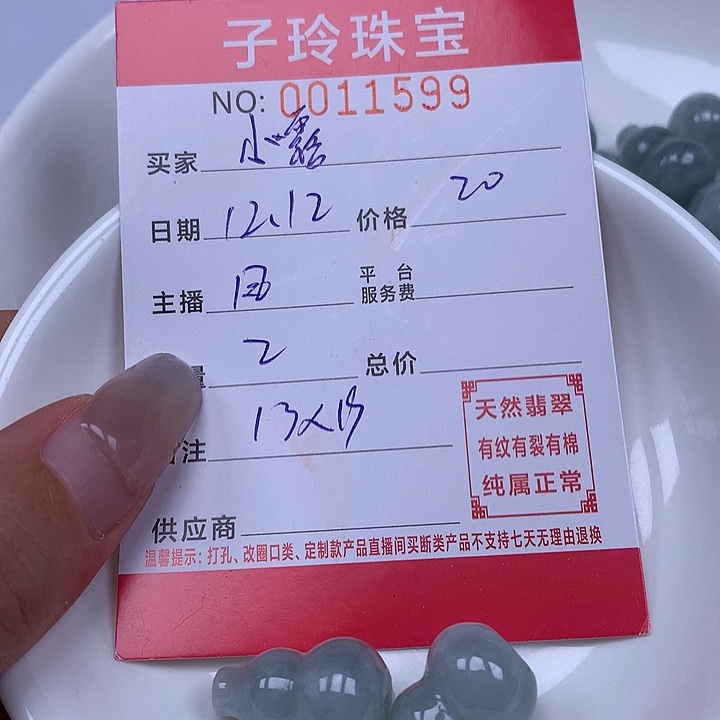 子玲珠宝
NO: 0011599
买家 小露
日期 12.12 价格 20
主播 平台
服务费
量 2 总价
注 13×
天然翡翠
有纹有裂有棉
纯属正常
供应商
温馨提示：打孔、改圈口类、定制款产品直播间买断类产品不支持七天无理由退换